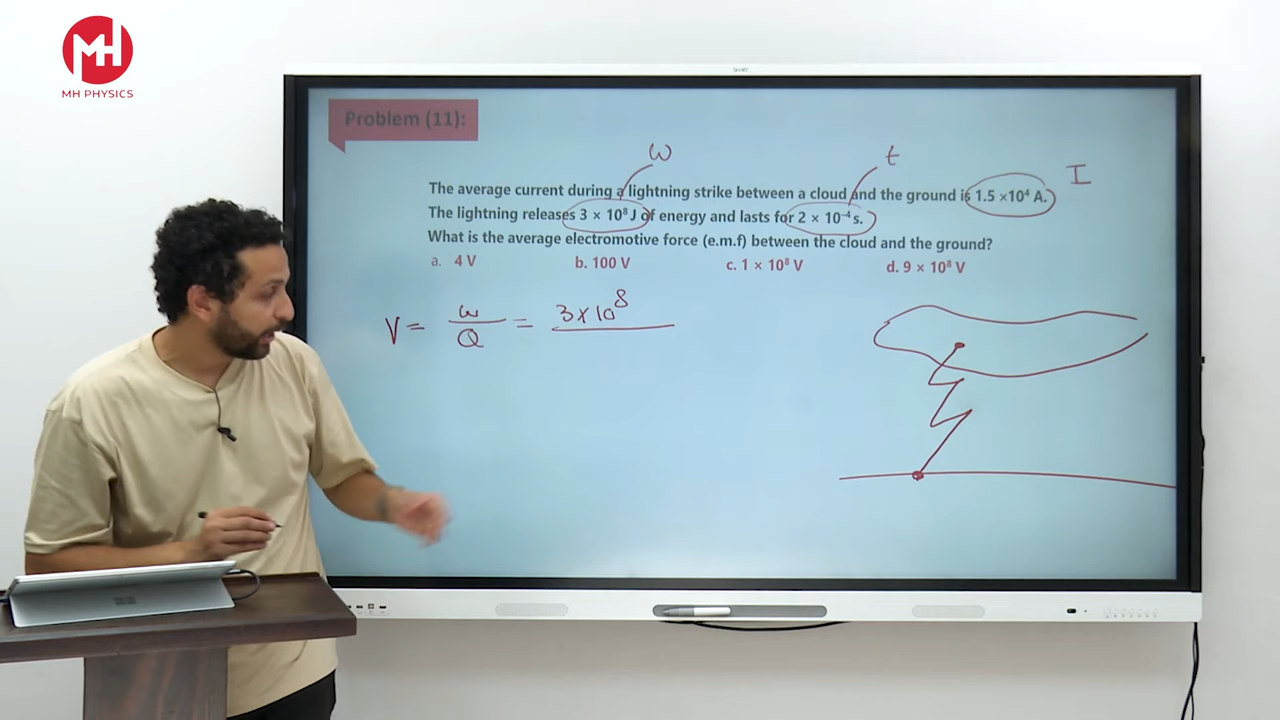 MH
MH PHYSICS
SMART
Problem (11):
W
t
I
The average current during a lightning strike between a cloud and the ground is 1.5 ×10⁴ A.
The lightning releases 3 × 10⁸ J of energy and lasts for 2 × 10⁻⁴ s.
What is the average electromotive force (e.m.f) between the cloud and the ground?
a. 4 V b. 100 V c. 1 × 10⁸ V d. 9 × 10⁸ V
V = W/Q = 3×10⁸